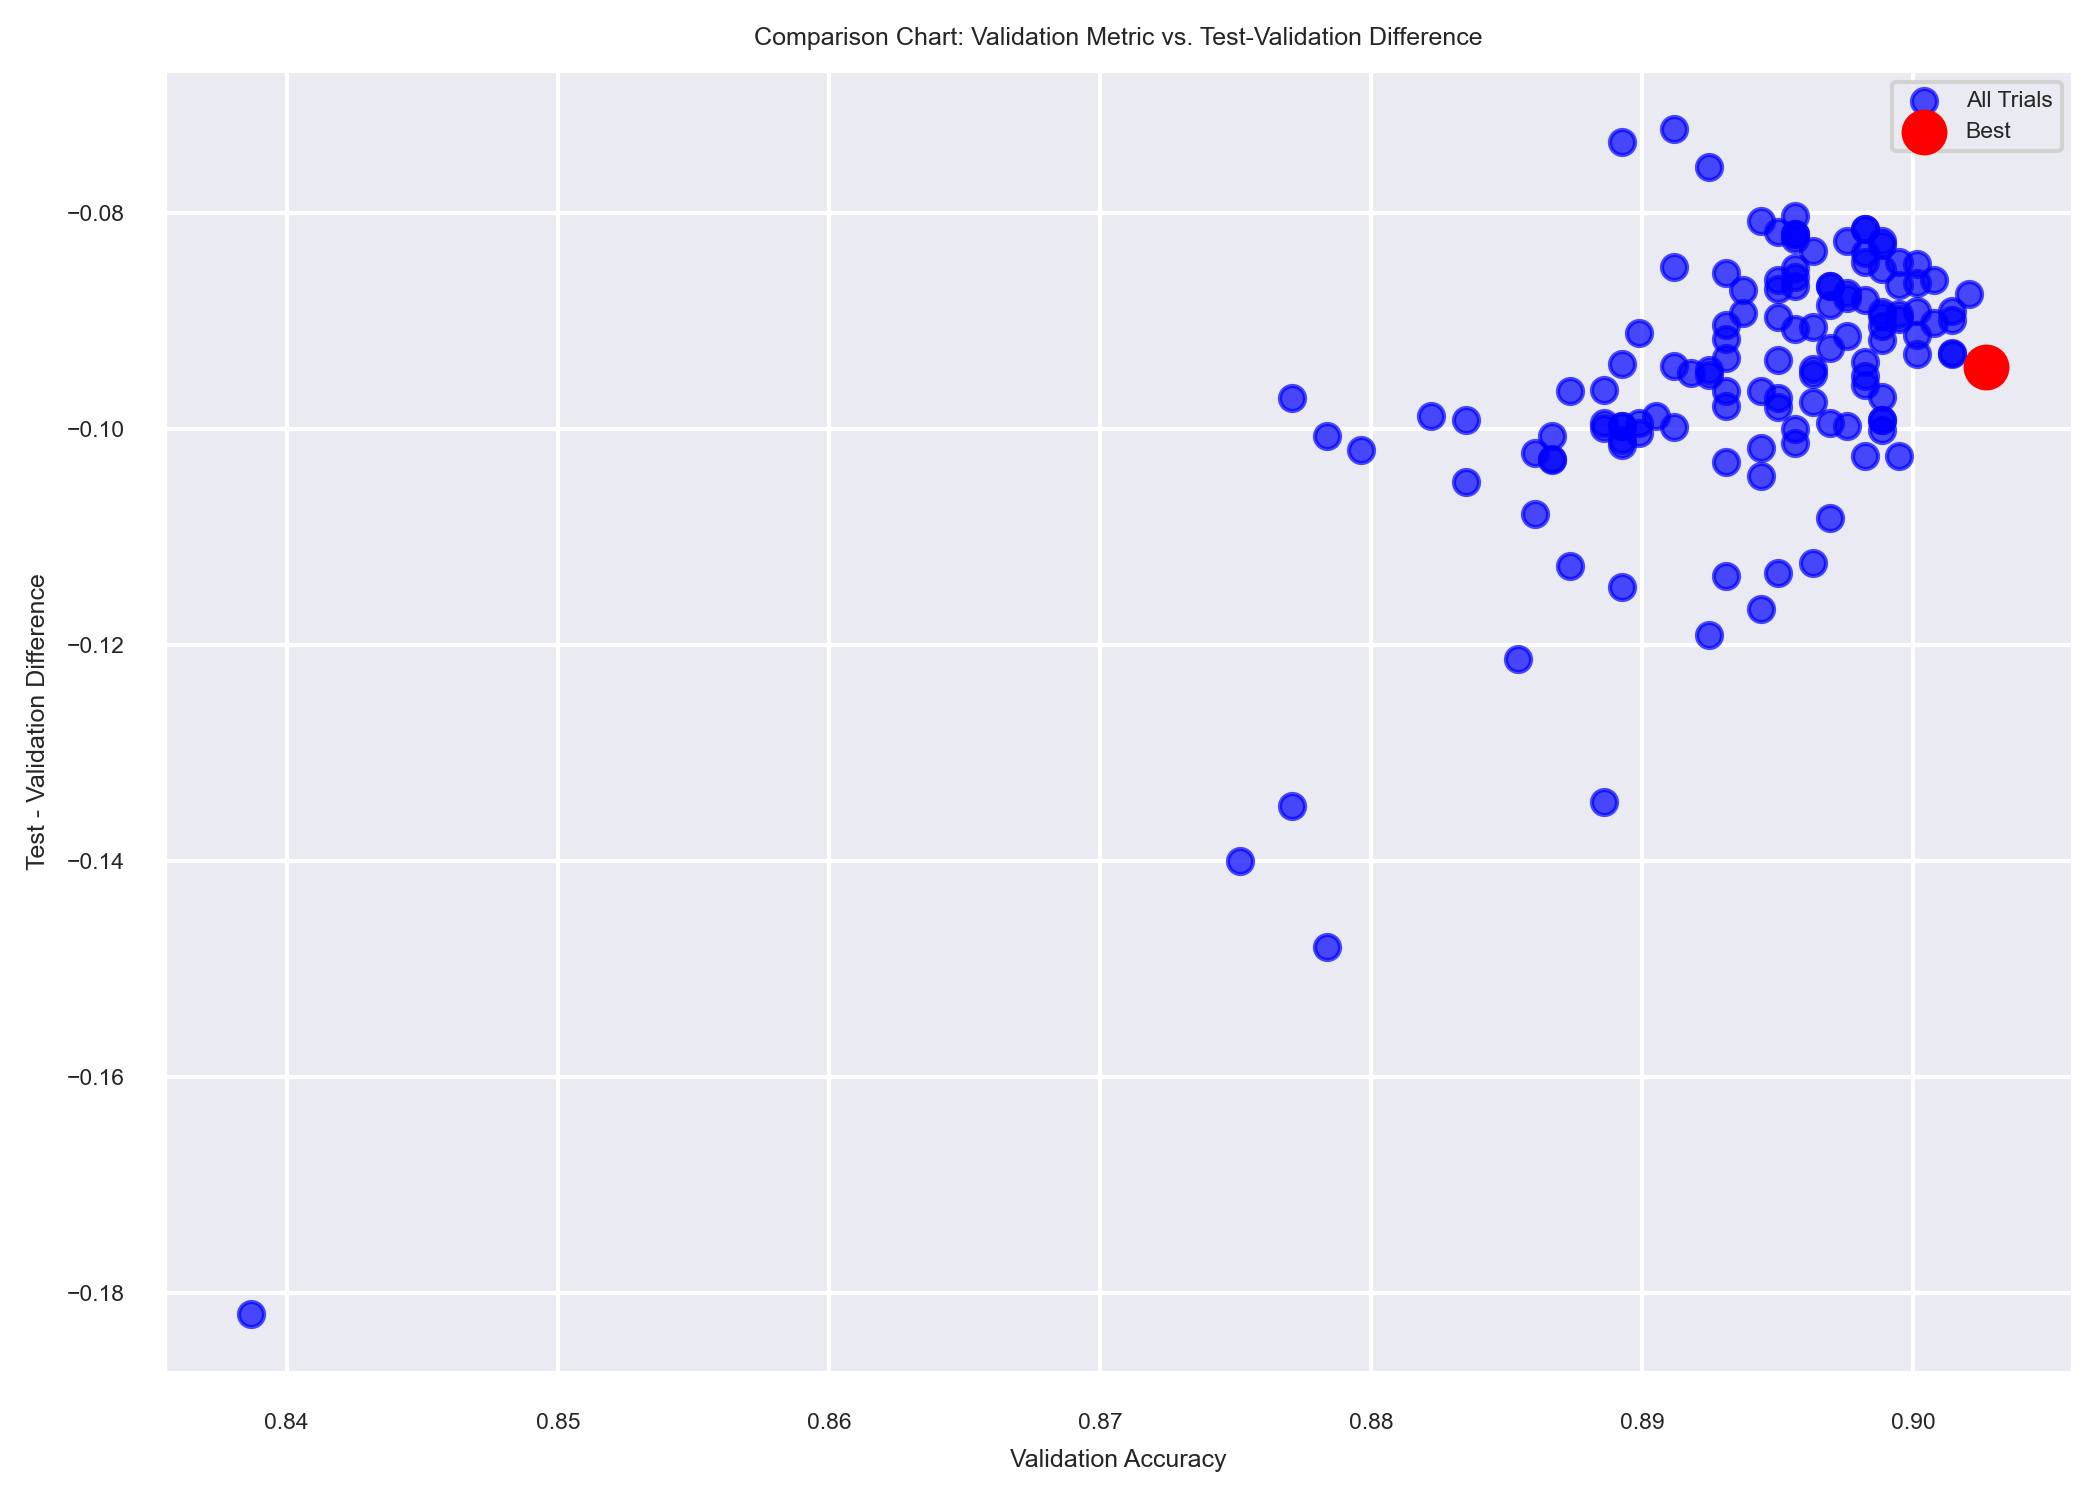 Comparison Chart: Validation Metric vs. Test-Validation Difference
All Trials
Best
−0.08
−0.10
−0.12
−0.14
−0.16
−0.18
Test - Validation Difference
0.84 0.85 0.86 0.87 0.88 0.89 0.90
Validation Accuracy